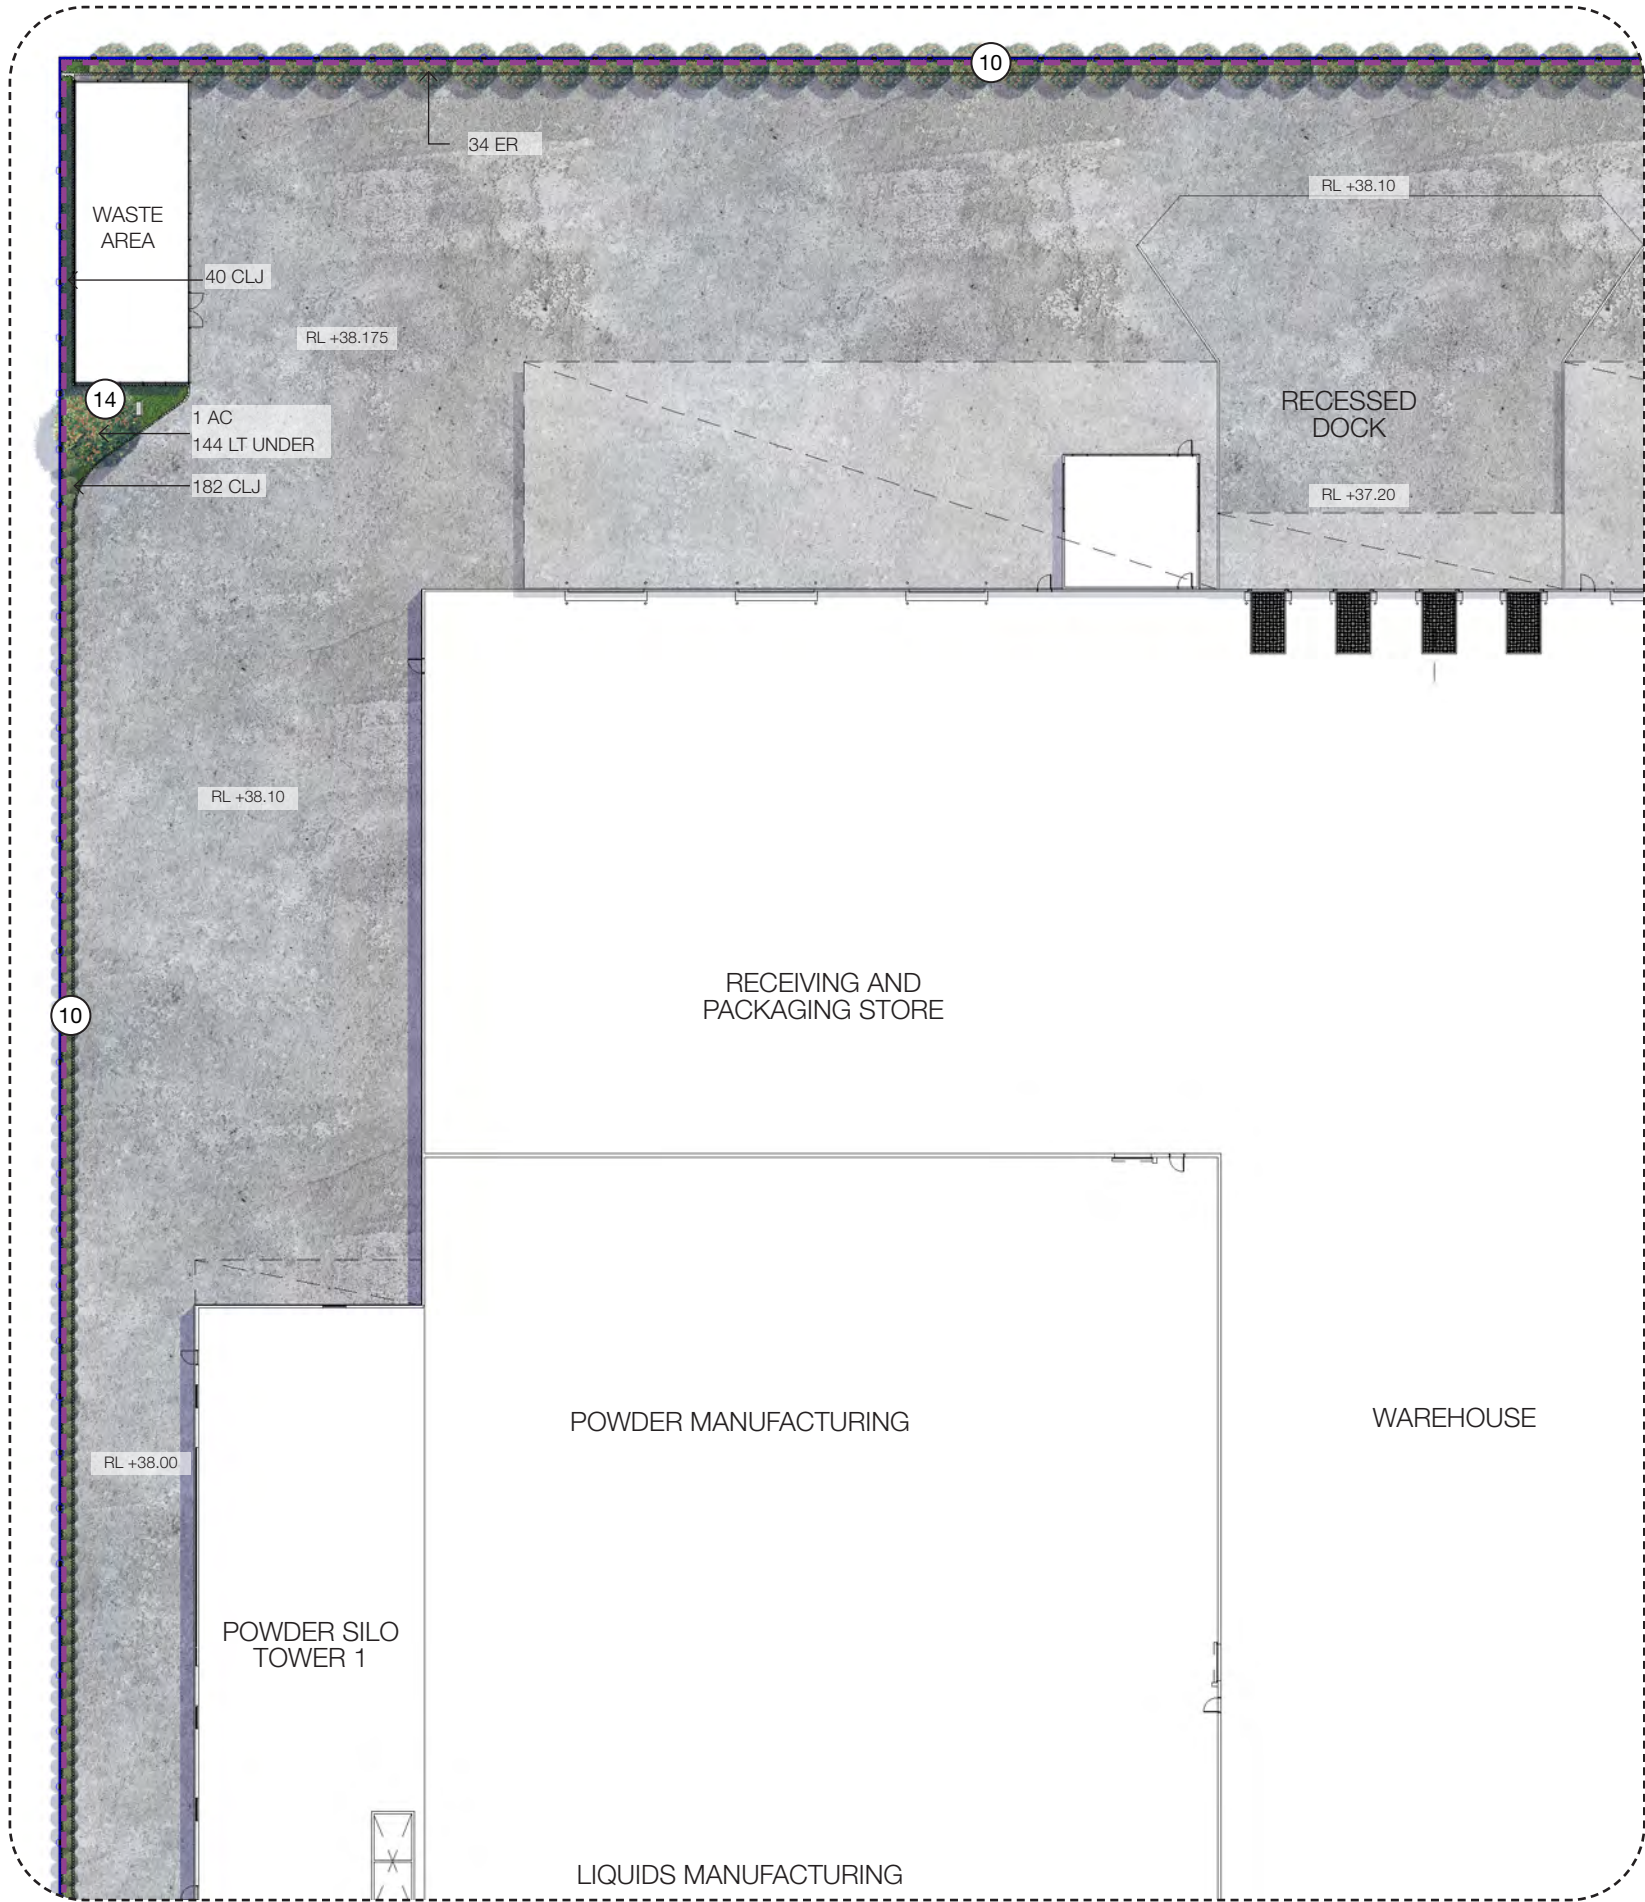 10
34 ER
RL +38.10
WASTE
AREA
40 CLJ
RL +38.175
14
1 AC
144 LT UNDER
RECESSED
DOCK
182 CLJ
RL +37.20
RL +38.10
RECEIVING AND
PACKAGING STORE
10
POWDER MANUFACTURING
WAREHOUSE
RL +38.00
POWDER SILO
TOWER 1
LIQUIDS MANUFACTURING